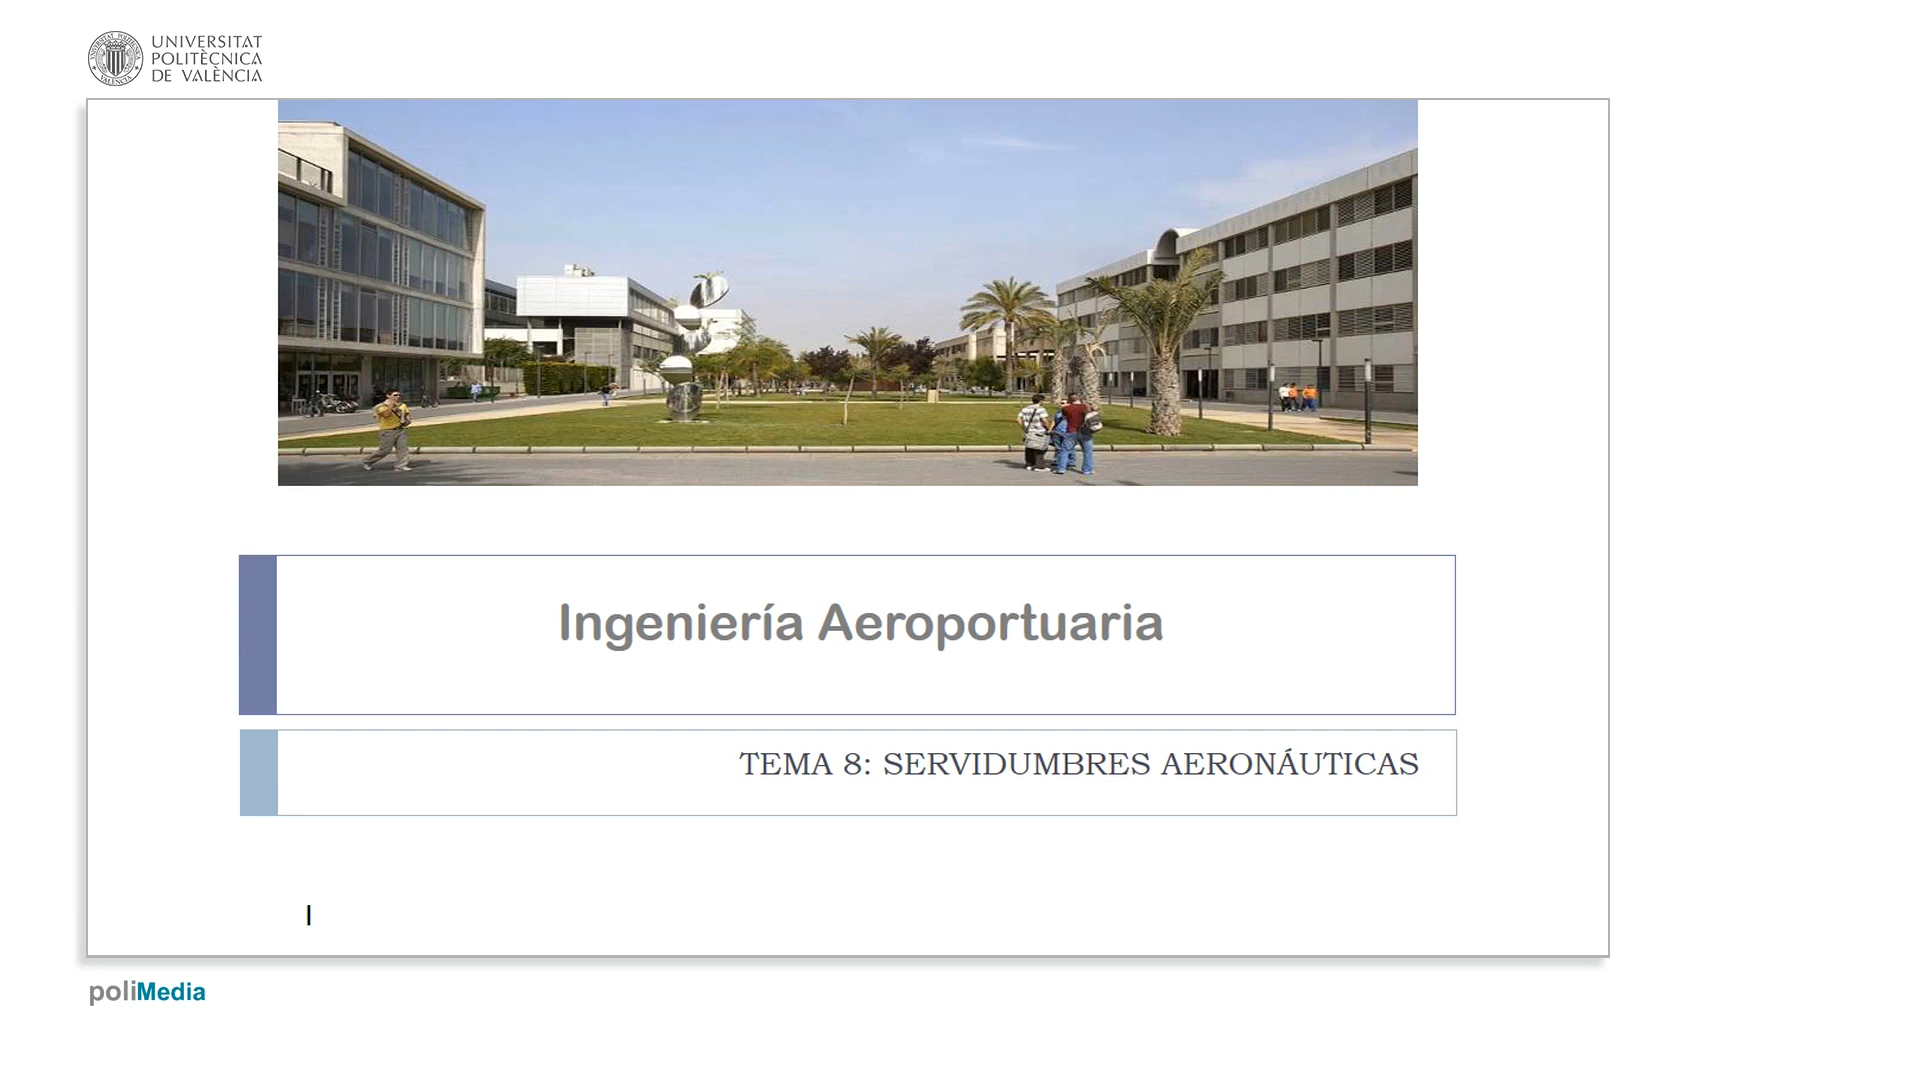 UNIVERSITAT
POLITÈCNICA
DE VALÈNCIA
Ingeniería Aeroportuaria
TEMA 8: SERVIDUMBRES AERONÁUTICAS
poliMedia